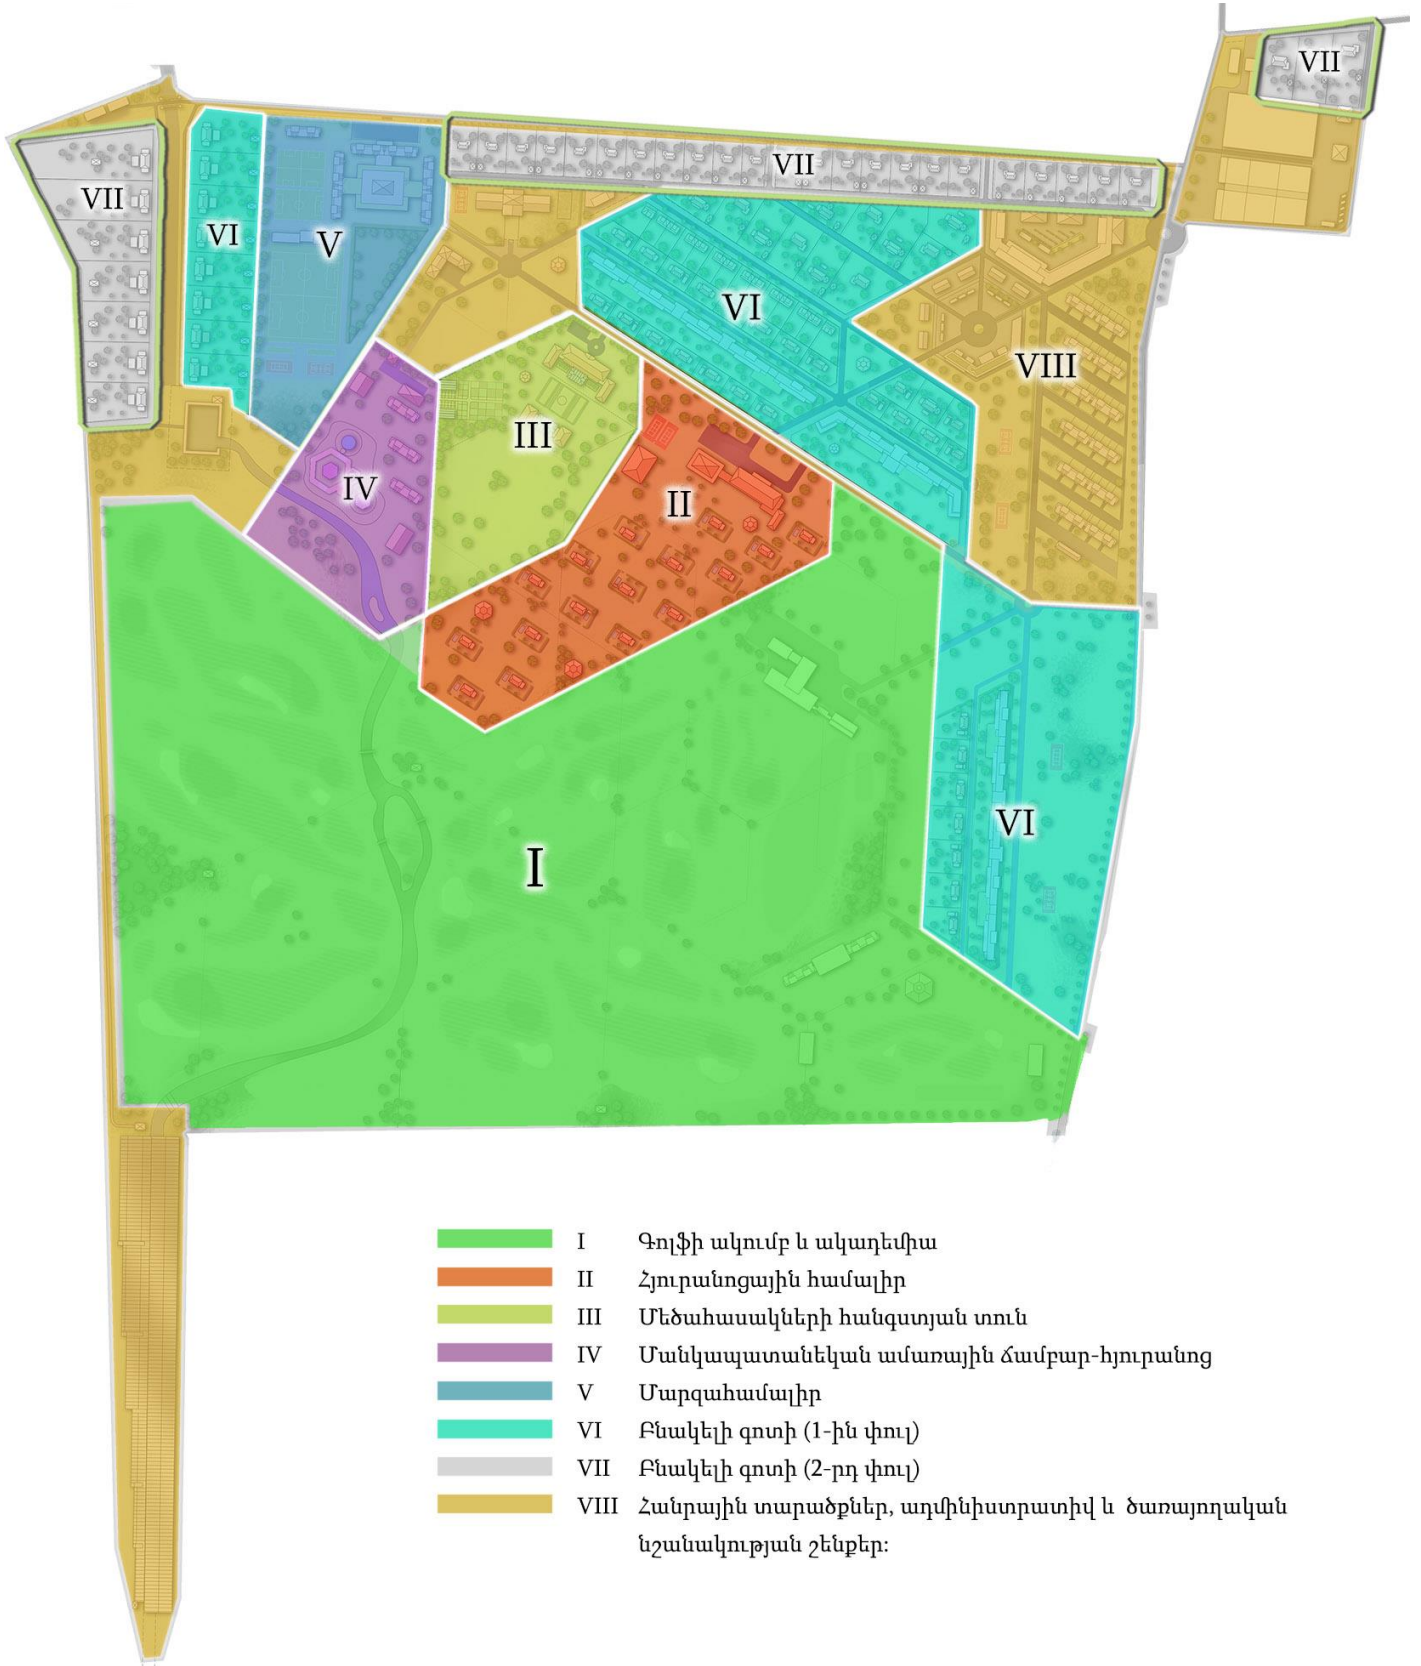 VII
VII
VII
VI
V
VI
VIII
III
IV
II
VI
I
I Գոլֆի ակումբ և ակադեմիա
II Հյուրանոցային համալիր
III Մեծահասակների հանգստյան տուն
IV Մանկապատանեկան ամառային ճամբար-հյուրանոց
V Մարզահամալիր
VI Բնակելի գոտի (1-ին փուլ)
VII Բնակելի գոտի (2-րդ փուլ)
VIII Հանրային տարածքներ, ադմինիստրատիվ և ծառայողական
նշանակության շենքեր: